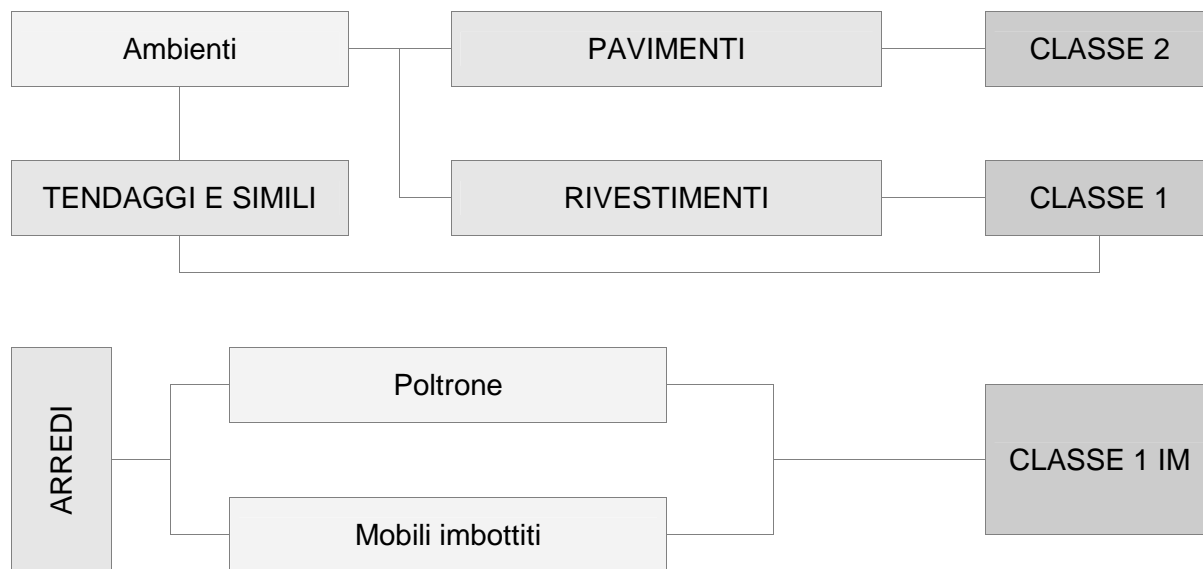 Ambienti
PAVIMENTI
CLASSE 2
TENDAGGI E SIMILI
RIVESTIMENTI
CLASSE 1
ARREDI
Poltrone
CLASSE 1 IM
Mobili imbottiti